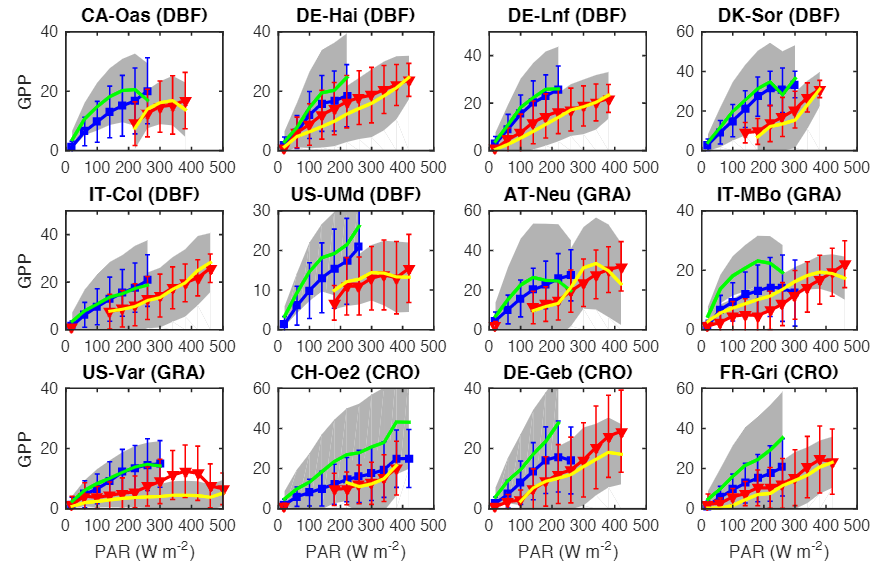 CA-Oas (DBF) DE-Hai (DBF) DE-Lnf (DBF) DK-Sor (DBF)
GPP
40 20 0
0 100 200 300 400 500
40 20 0
0 100 200 300 400 500
50 0
0 100 200 300 400 500
60 40 20 0
0 100 200 300 400 500
IT-Col (DBF) US-UMd (DBF) AT-Neu (GRA) IT-MBo (GRA)
GPP
50 0
0 100 200 300 400 500
30 20 10 0
0 100 200 300 400 500
60 40 20 0
0 100 200 300 400 500
40 20 0
0 100 200 300 400 500
US-Var (GRA) CH-Oe2 (CRO) DE-Geb (CRO) FR-Gri (CRO)
GPP
40 20 0
0 100 200 300 400 500
60 40 20 0
0 100 200 300 400 500
40 20 0
0 100 200 300 400 500
60 40 20 0
0 100 200 300 400 500
PAR (W m⁻²) PAR (W m⁻²) PAR (W m⁻²) PAR (W m⁻²)